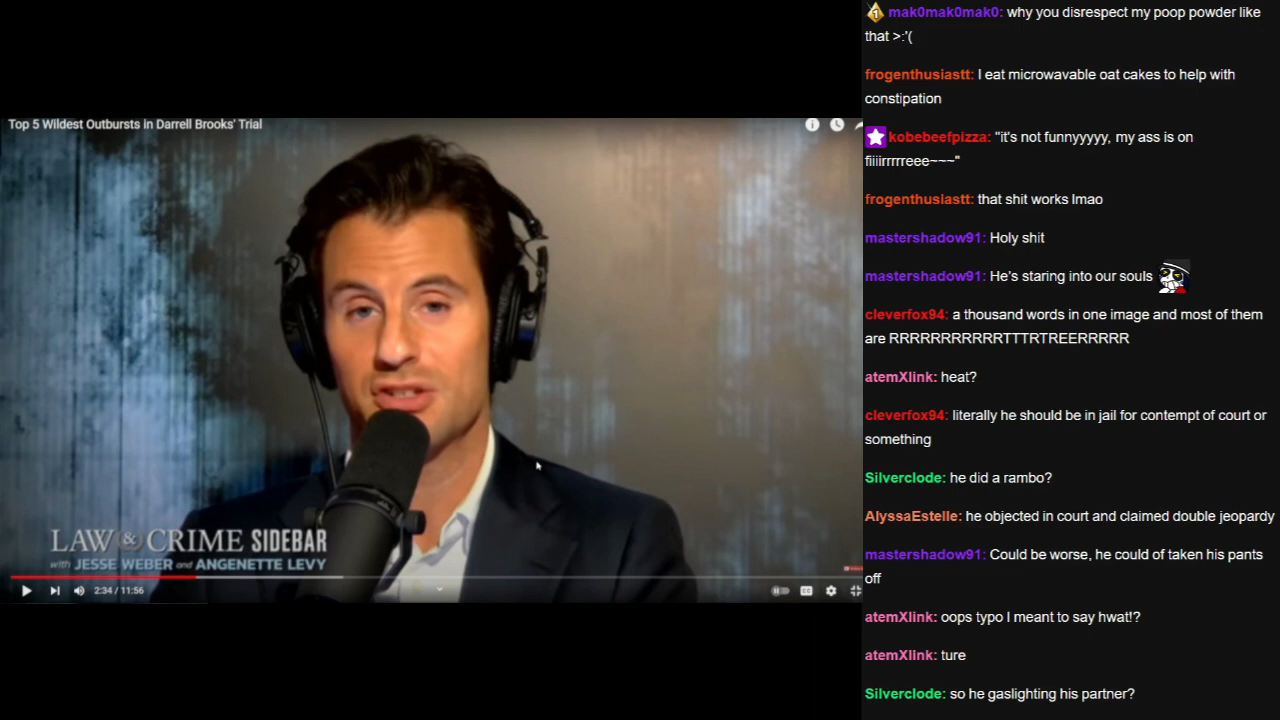 Top 5 Wildest Outbursts in Darrell Brooks' Trial
LAW & CRIME SIDEBAR
with JESSE WEBER and ANGENETTE LEVY
2:34 / 11:56
mak0mak0mak0: why you disrespect my poop powder like
that >:'(
frogenthusiastt: I eat microwavable oat cakes to help with
constipation
kobebeefpizza: "it's not funnyyyyy, my ass is on
fiiiirrrrreee~~~"
frogenthusiastt: that shit works lmao
mastershadow91: Holy shit
mastershadow91: He's staring into our souls
cleverfox94: a thousand words in one image and most of them
are RRRRRRRRRRRTTTRTREERRRRR
atemXlink: heat?
cleverfox94: literally he should be in jail for contempt of court or
something
Silverclode: he did a rambo?
AlyssaEstelle: he objected in court and claimed double jeopardy
mastershadow91: Could be worse, he could of taken his pants
off
atemXlink: oops typo I meant to say hwat!?
atemXlink: ture
Silverclode: so he gaslighting his partner?